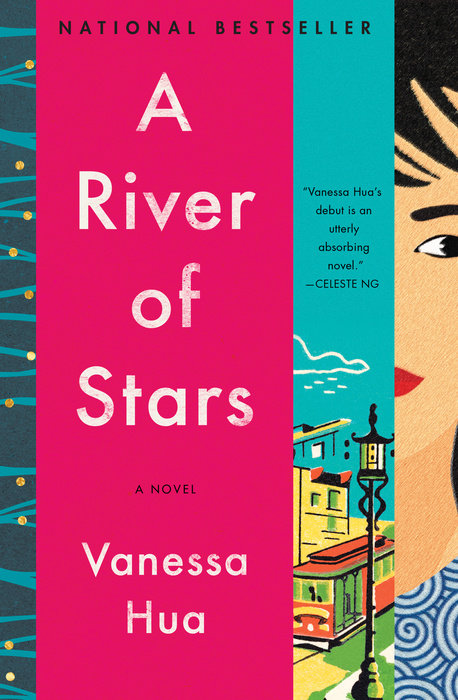 NATIONAL BESTSELLER
A
River
of
Stars
A NOVEL
Vanessa
Hua
"Vanessa Hua's
debut is an
utterly
absorbing
novel."
—CELESTE NG